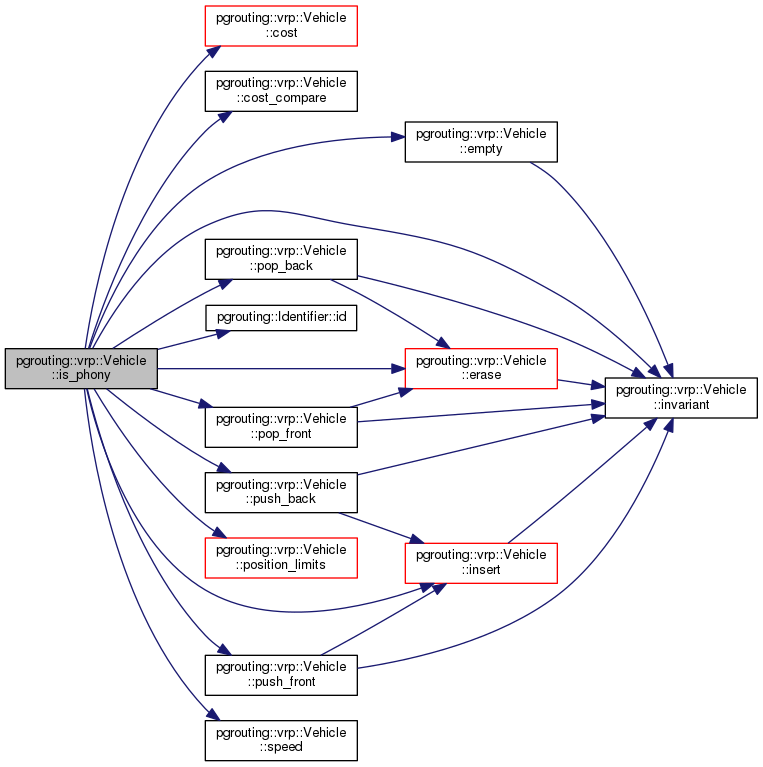 pgrouting::vrp::Vehicle
::cost
pgrouting::vrp::Vehicle
::cost_compare
pgrouting::vrp::Vehicle
::empty
pgrouting::vrp::Vehicle
::pop_back
pgrouting::Identifier::id
pgrouting::vrp::Vehicle
::is_phony
pgrouting::vrp::Vehicle
::erase
pgrouting::vrp::Vehicle
::invariant
pgrouting::vrp::Vehicle
::pop_front
pgrouting::vrp::Vehicle
::push_back
pgrouting::vrp::Vehicle
::position_limits
pgrouting::vrp::Vehicle
::insert
pgrouting::vrp::Vehicle
::push_front
pgrouting::vrp::Vehicle
::speed